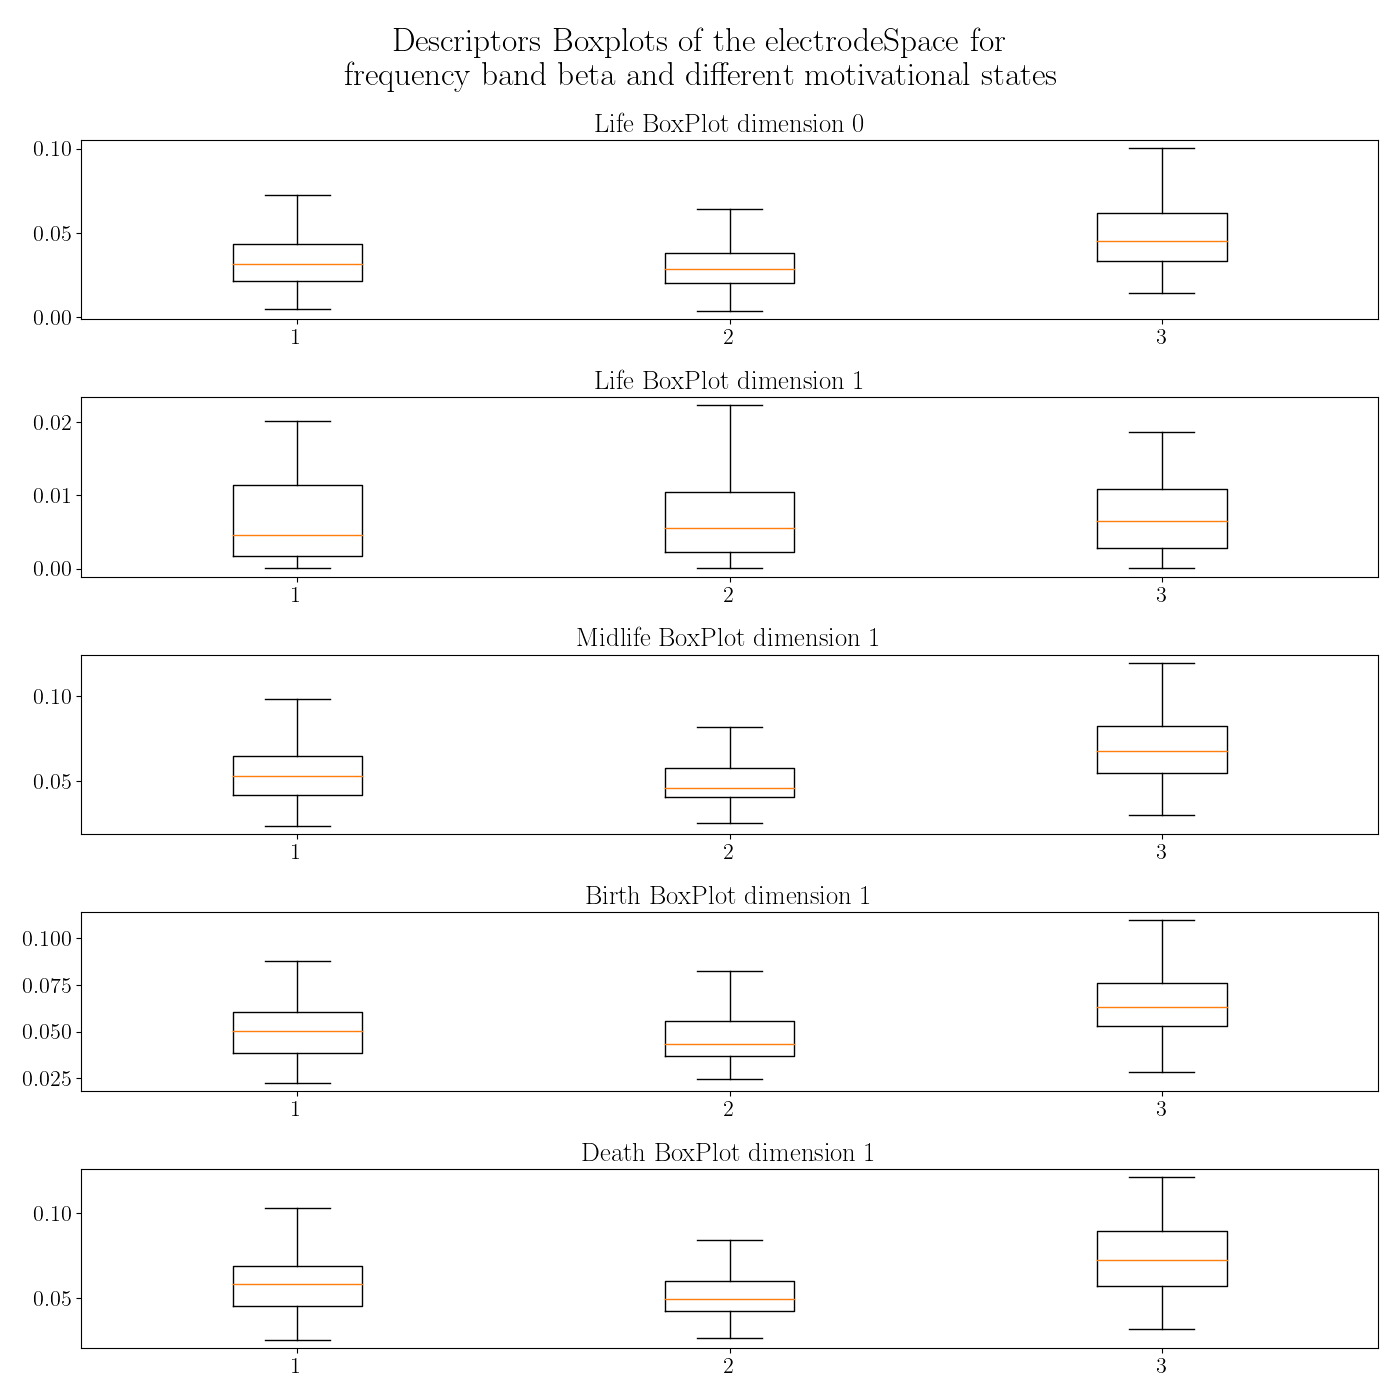 Descriptors Boxplots of the electrodeSpace for
frequency band beta and different motivational states
Life BoxPlot dimension 0
0.10
0.05
0.00
1 2 3
Life BoxPlot dimension 1
0.02
0.01
0.00
1 2 3
Midlife BoxPlot dimension 1
0.10
0.05
1 2 3
Birth BoxPlot dimension 1
0.100
0.075
0.050
0.025
1 2 3
Death BoxPlot dimension 1
0.10
0.05
1 2 3